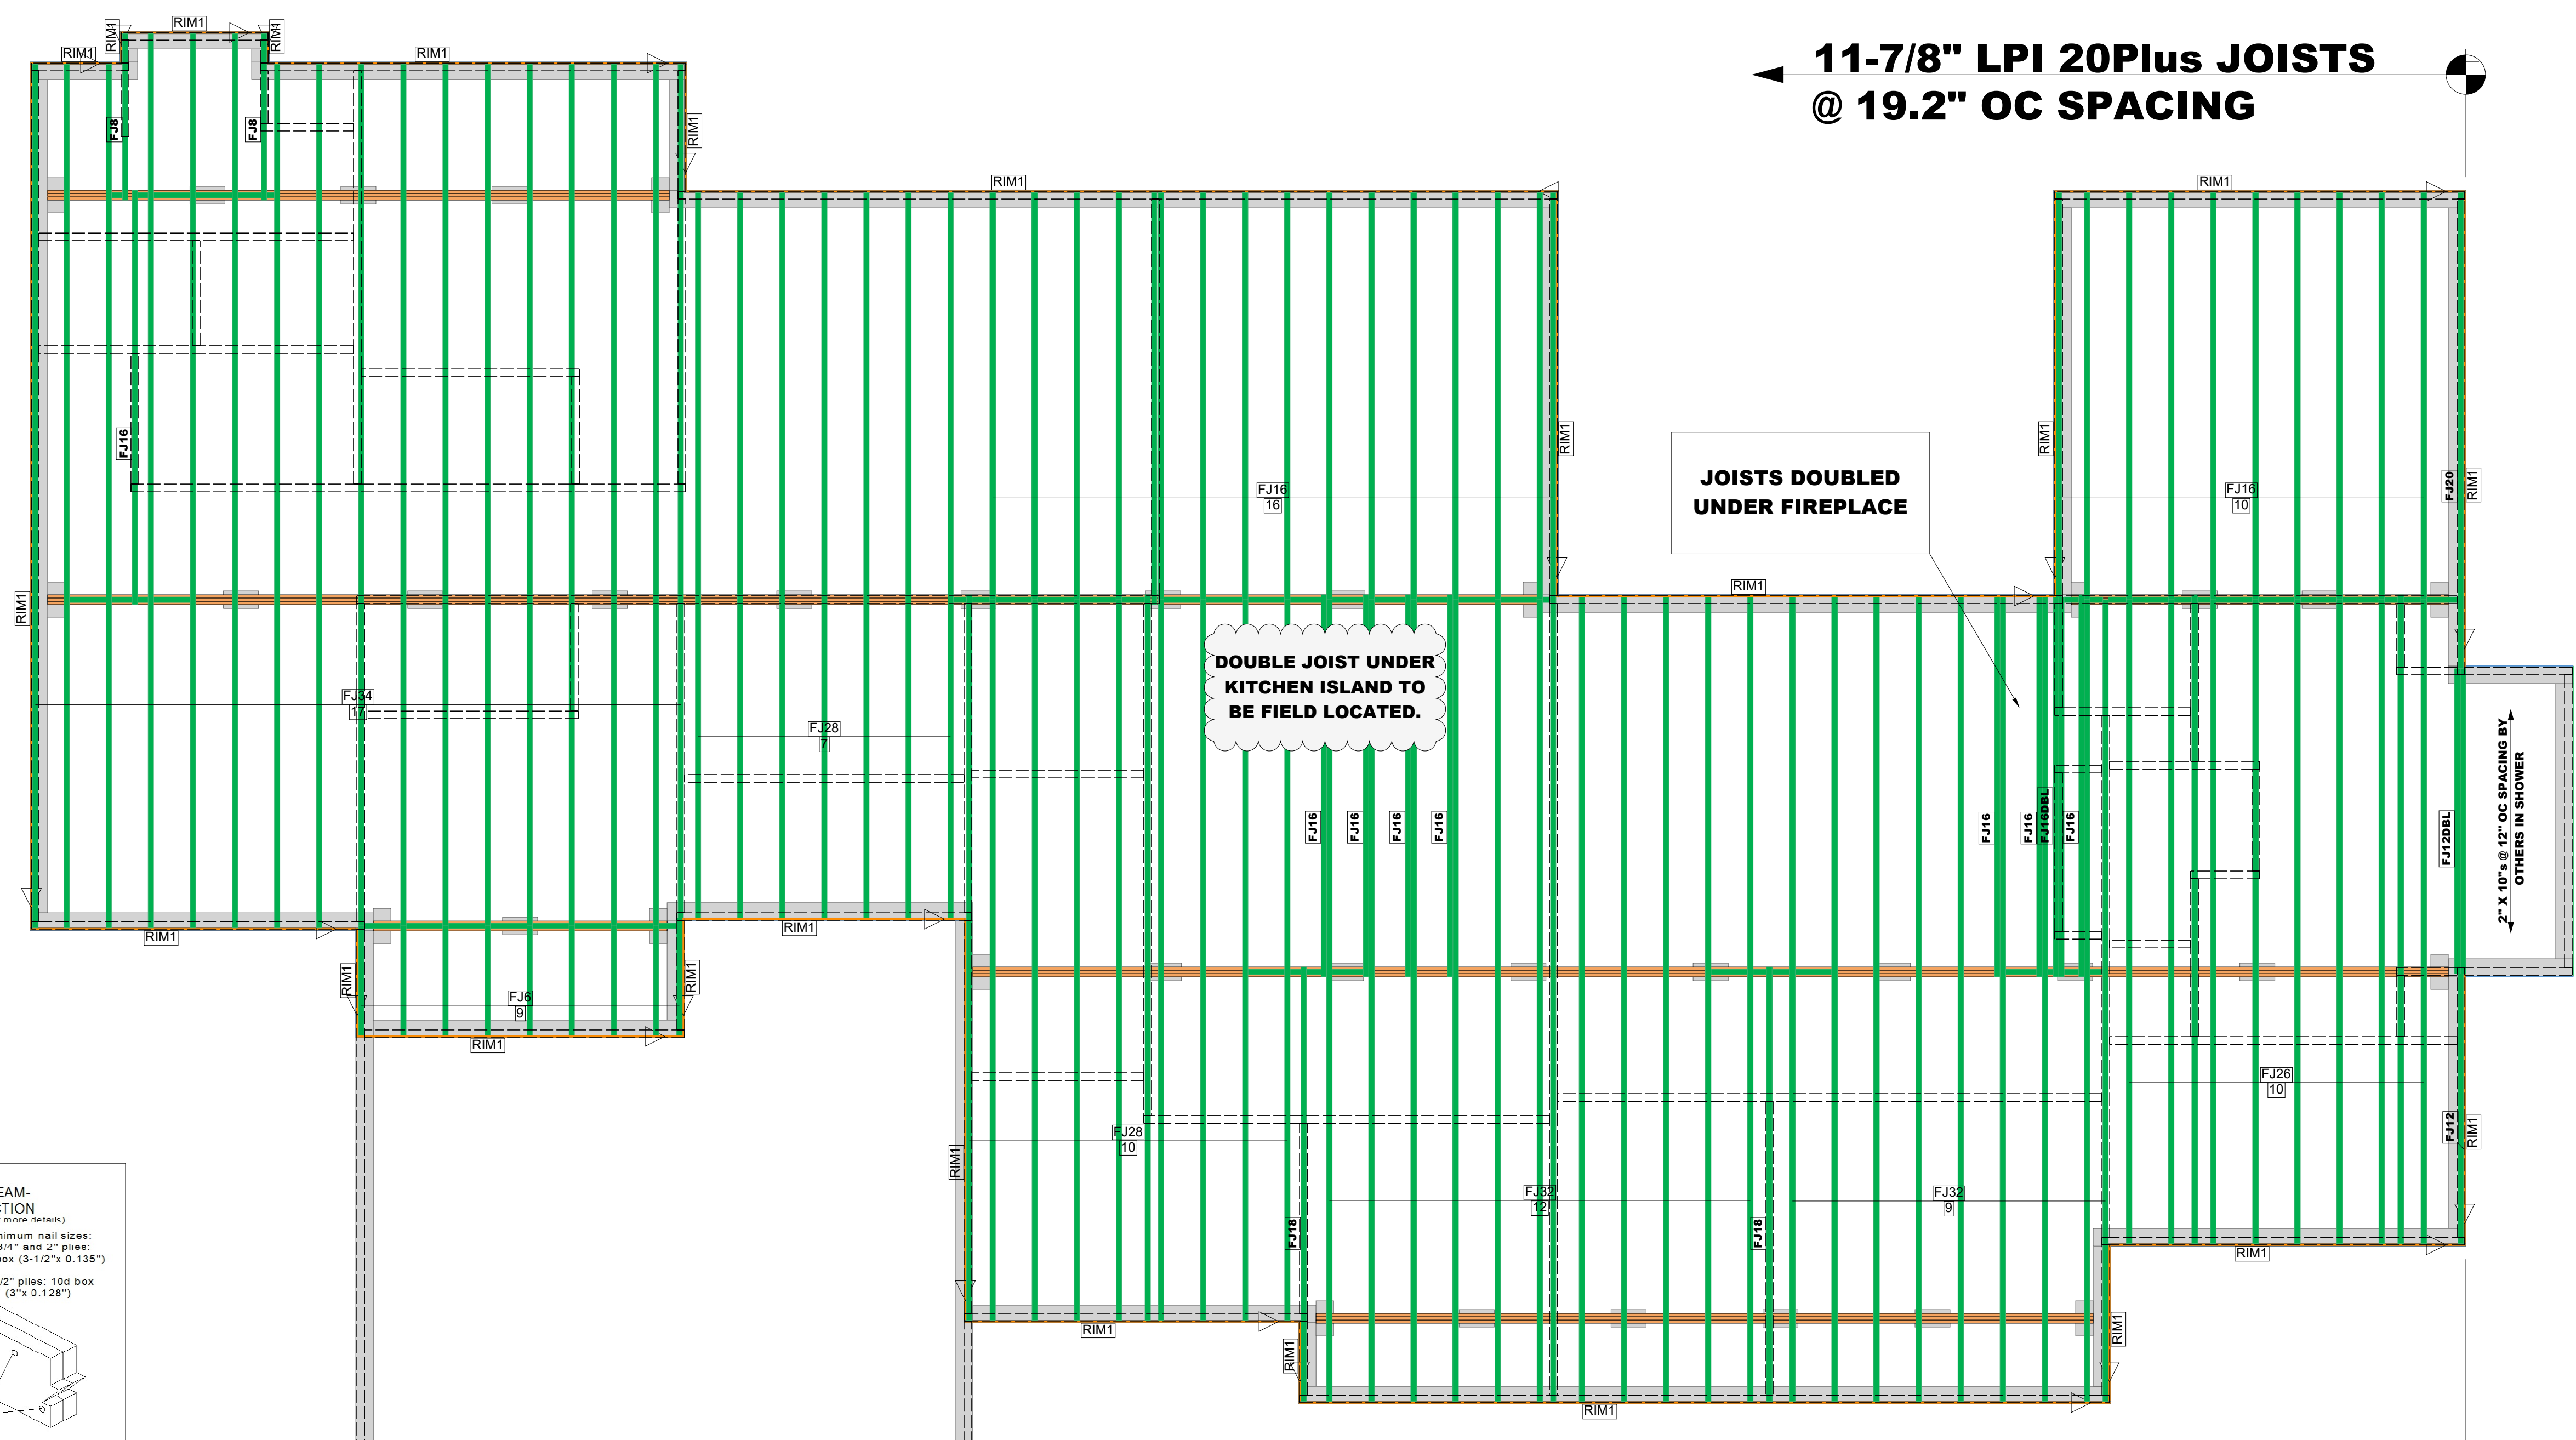 11-7/8" LPI 20Plus JOISTS
@ 19.2" OC SPACING
RIM1
RIM1
RIM1
RIM1
RIM1
RIM1
FJ8
FJ8
RIM1
RIM1
FJ16
FJ16
16
RIM1
RIM1
JOISTS DOUBLED
UNDER FIREPLACE
RIM1
RIM1
FJ16
10
FJ20
RIM1
RIM1
FJ34
17
FJ28
7
DOUBLE JOIST UNDER
KITCHEN ISLAND TO
BE FIELD LOCATED.
FJ16
FJ16
FJ16
FJ16
FJ16
FJ16
FJ16DBL
FJ16
FJ12DBL
2" X 10"s @ 12" OC SPACING BY
OTHERS IN SHOWER
RIM1
RIM1
RIM1
RIM1
FJ6
9
RIM1
FJ28
10
RIM1
FJ26
10
FJ12
RIM1
FJ18
FJ32
12
FJ18
FJ32
9
RIM1
RIM1
RIM1
RIM1
RIM1
EAM-
CTION
more details)
nimum nail sizes:
3/4" and 2" plies:
box (3-1/2"x 0.135")
/2" plies: 10d box
(3"x 0.128")